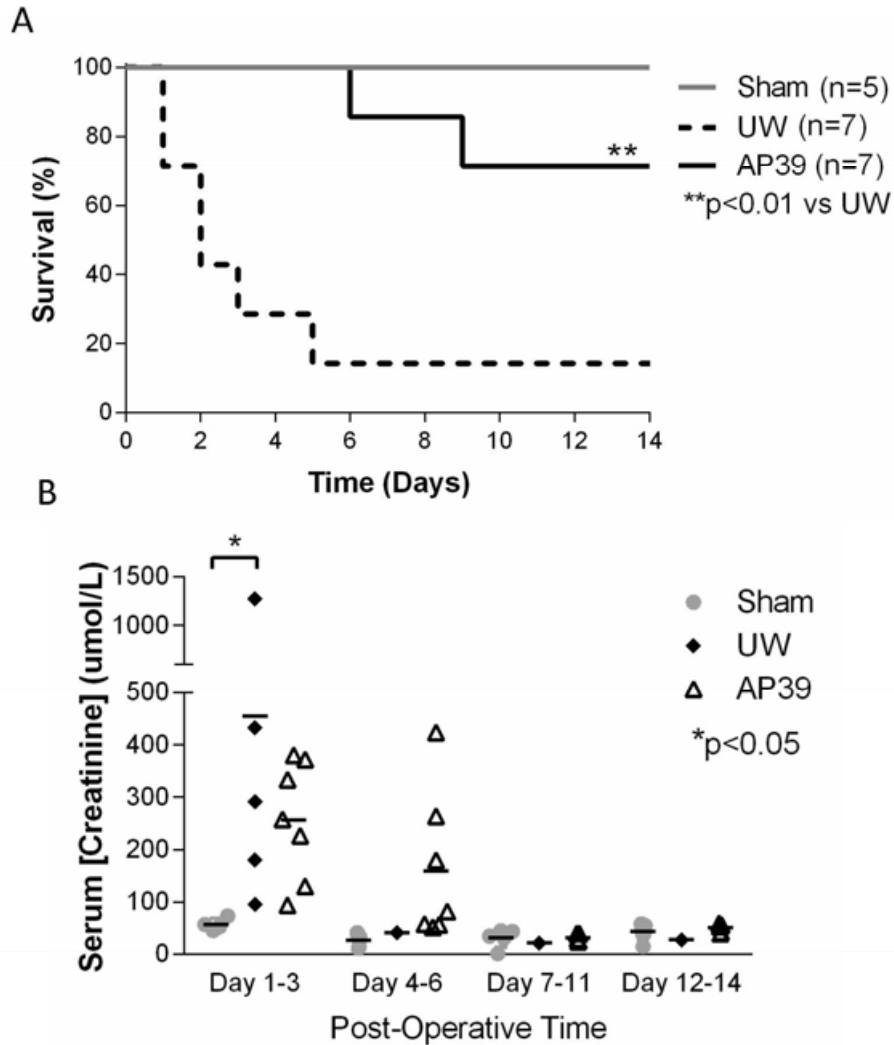 A
Survival (%)
100
80
60
40
20
0
0 2 4 6 8 10 12 14
Time (Days)
**
Sham (n=5)
UW (n=7)
AP39 (n=7)
**p<0.01 vs UW
B
Serum [Creatinine] (umol/L)
1500
1000
500
400
300
200
100
0
*
Day 1-3 Day 4-6 Day 7-11 Day 12-14
Post-Operative Time
Sham
UW
AP39
*p<0.05